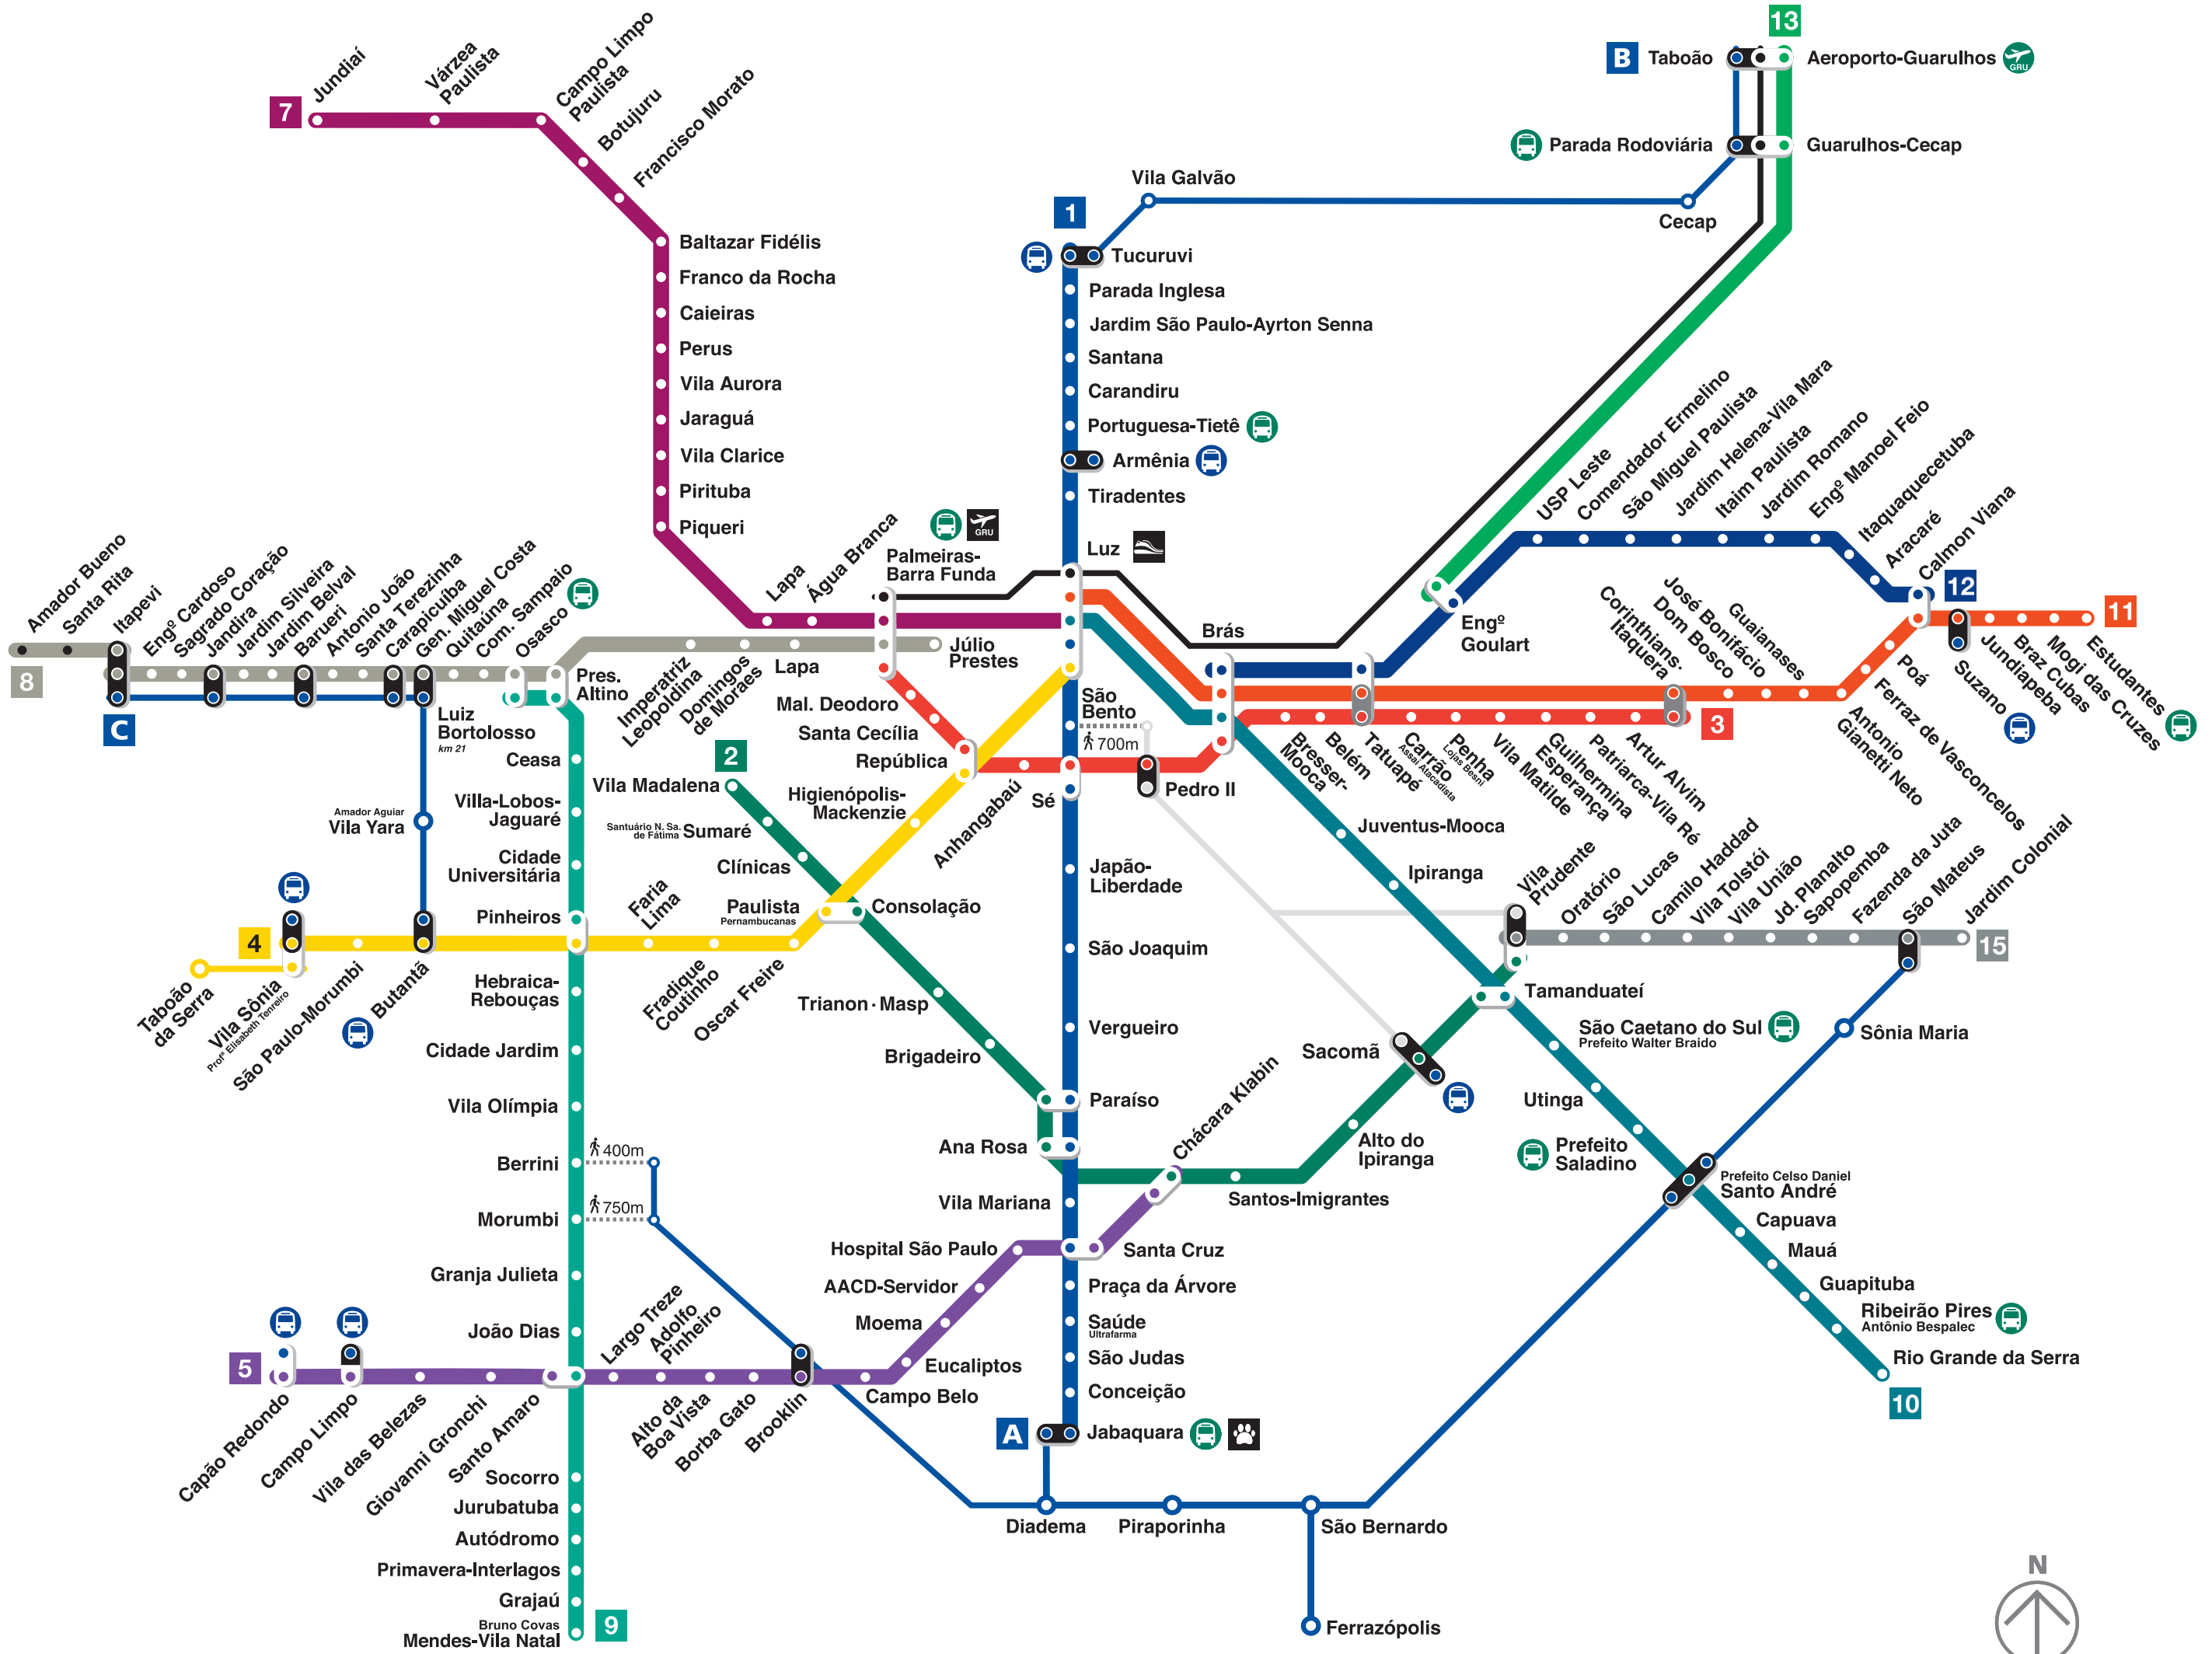 13
B
Taboão
Aeroporto-Guarulhos
GRU
Parada Rodoviária
Guarulhos-Cecap
Vila Galvão
Cecap
7
Jundiaí
Várzea
Paulista
Campo Limpo
Paulista
Botujuru
Francisco Morato
Baltazar Fidélis
Franco da Rocha
Caieiras
Perus
Vila Aurora
Jaraguá
Vila Clarice
Pirituba
Piqueri
Lapa
Água Branca
GRU
Palmeiras-
Barra Funda
1
Tucuruvi
Parada Inglesa
Jardim São Paulo-Ayrton Senna
Santana
Carandiru
Portuguesa-Tietê
Armênia
Tiradentes
Luz
Brás
Engº
Goulart
USP Leste
Comendador Ermelino
São Miguel Paulista
Jardim Helena-Vila Mara
Itaim Paulista
Jardim Romano
Engº Manoel Feio
Itaquaquecetuba
Aracaré
Calmon Viana
12
11
Amador Bueno
Santa Rita
Itapevi
Engº Cardoso
Sagrado Coração
Jandira
Jardim Silveira
Jardim Belval
Barueri
Antonio João
Santa Terezinha
Carapicuíba
Gen. Miguel Costa
Quitaúna
Com. Sampaio
Osasco
8
C
Pres.
Altino
Imperatriz
Leopoldina
Domingos
de Moraes
Lapa
Júlio
Prestes
Luiz
Bortolosso
km 21
Amador Aguiar
Vila Yara
Mal. Deodoro
Santa Cecília
República
Anhangabaú
Sé
São
Bento
700m
Pedro II
Bresser-
Mooca
Belém
Tatuapé
Carrão
Assaí Atacadista
Penha
Lojas Besni
Vila Matilde
Guilhermina
Esperança
Patriarca-Vila Ré
Artur Alvim
Corinthians-
Itaquera
3
Dom Bosco
José Bonifácio
Guaianases
Antonio
Gianetti Neto
Ferraz de Vasconcelos
Poá
Suzano
Jundiapeba
Braz Cubas
Mogi das Cruzes
Estudantes
2
Vila Madalena
Santuário N. Sa.
de Fátima
Sumaré
Clínicas
Higienópolis-
Mackenzie
Paulista
Pernambucanas
Consolação
Trianon·Masp
Brigadeiro
Paraíso
Ana Rosa
Chácara Klabin
Santos-Imigrantes
Alto do
Ipiranga
Sacomã
Tamanduateí
Vila
Prudente
Oratório
São Lucas
Camilo Haddad
Vila Tolstói
Vila União
Jd. Planalto
Sapopemba
Fazenda da Juta
São Mateus
Jardim Colonial
15
4
Taboão
da Serra
Vila Sônia
Profª Elisabeth Tenreiro
São Paulo-Morumbi
Butantã
Faria
Lima
Fradique
Coutinho
Oscar Freire
Ceasa
Villa-Lobos-
Jaguaré
Cidade
Universitária
Pinheiros
Hebraica-
Rebouças
Cidade Jardim
Vila Olímpia
Berrini
400m
Morumbi
750m
Granja Julieta
João Dias
Socorro
Jurubatuba
Autódromo
Primavera-Interlagos
Grajaú
Bruno Covas
Mendes-Vila Natal
9
Japão-
Liberdade
São Joaquim
Vergueiro
Vila Mariana
Santa Cruz
Praça da Árvore
Saúde
Ultrafarma
São Judas
Conceição
A
Jabaquara
5
Capão Redondo
Campo Limpo
Vila das Belezas
Giovanni Gronchi
Santo Amaro
Largo Treze
Adolfo
Pinheiro
Alto da
Boa Vista
Borba Gato
Brooklin
Campo Belo
Eucaliptos
Moema
AACD-Servidor
Hospital São Paulo
Juventus-Mooca
Ipiranga
São Caetano do Sul
Prefeito Walter Braido
Utinga
Prefeito
Saladino
Prefeito Celso Daniel
Santo André
Capuava
Mauá
Guapituba
Ribeirão Pires
Antônio Bespalec
Rio Grande da Serra
10
Sônia Maria
Diadema
Piraporinha
São Bernardo
Ferrazópolis
N